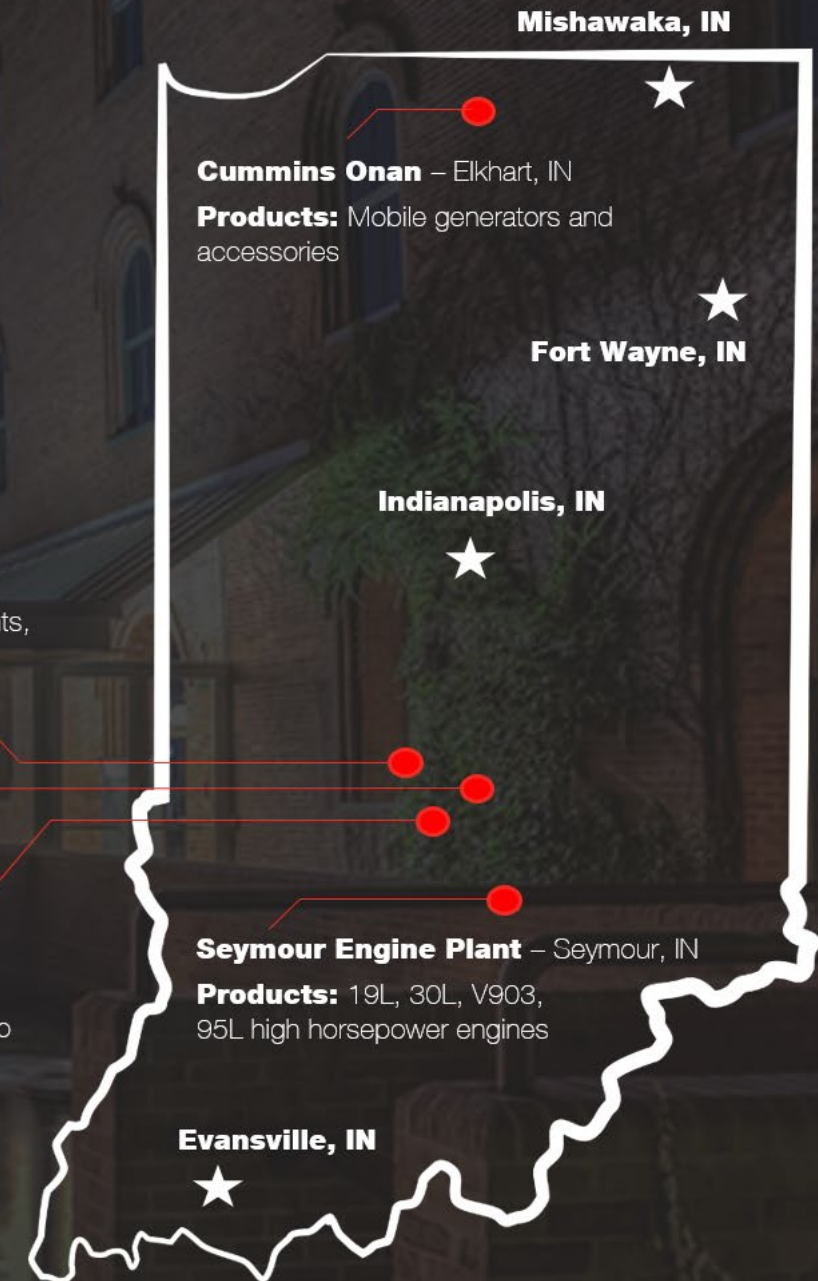 Mishawaka, IN
Cummins Onan – Elkhart, IN
Products: Mobile generators and
accessories
Fort Wayne, IN
Indianapolis, IN
Seymour Engine Plant – Seymour, IN
Products: 19L, 30L, V903,
95L high horsepower engines
Evansville, IN